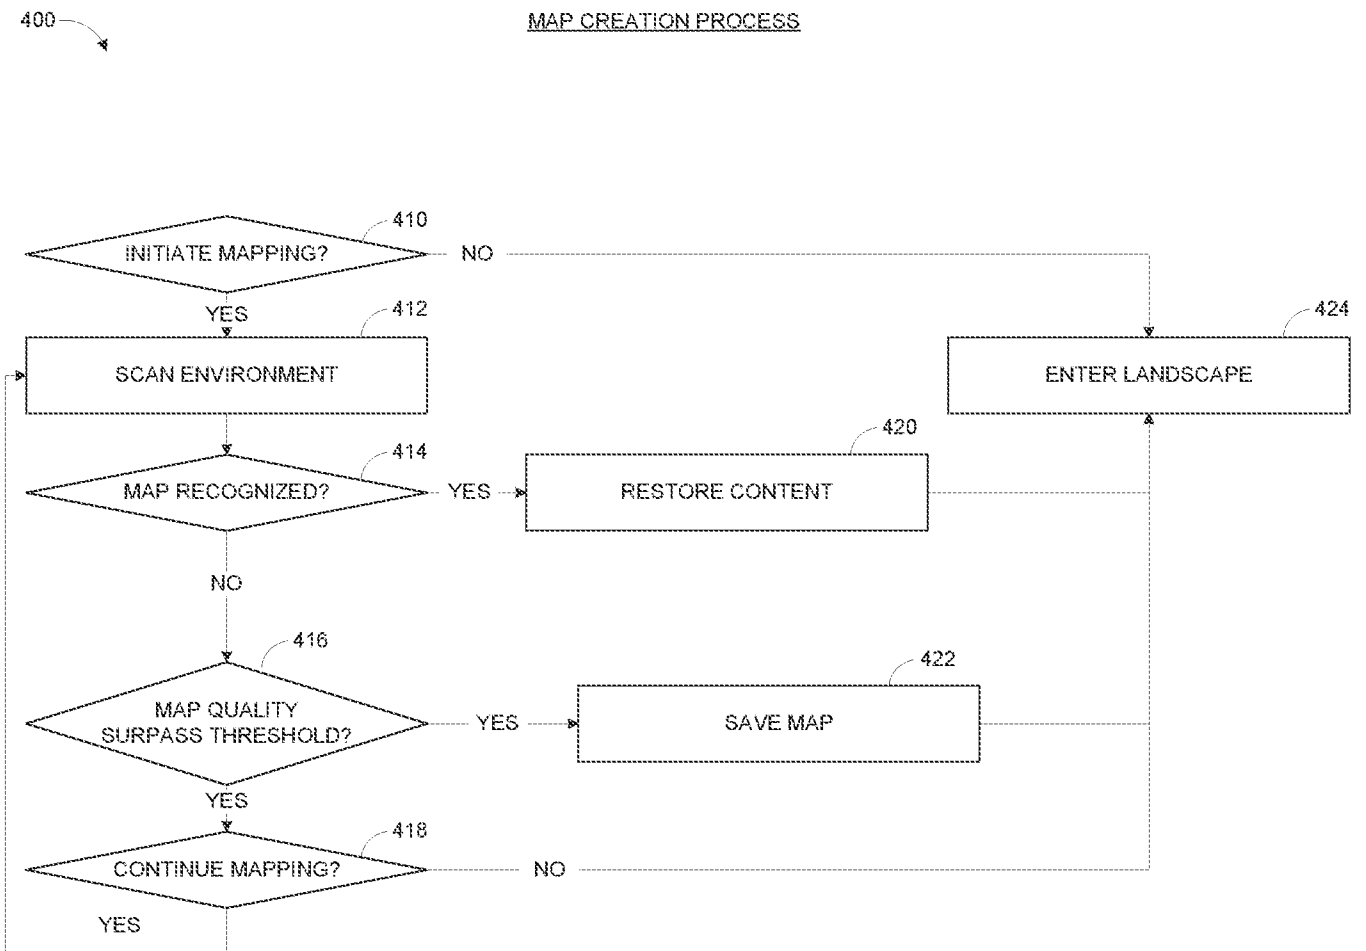 400
MAP CREATION PROCESS
410
INITIATE MAPPING?
NO
YES
412
424
SCAN ENVIRONMENT
ENTER LANDSCAPE
414
420
MAP RECOGNIZED?
YES
RESTORE CONTENT
NO
416
422
MAP QUALITY
SURPASS THRESHOLD?
YES
SAVE MAP
YES
418
CONTINUE MAPPING?
NO
YES